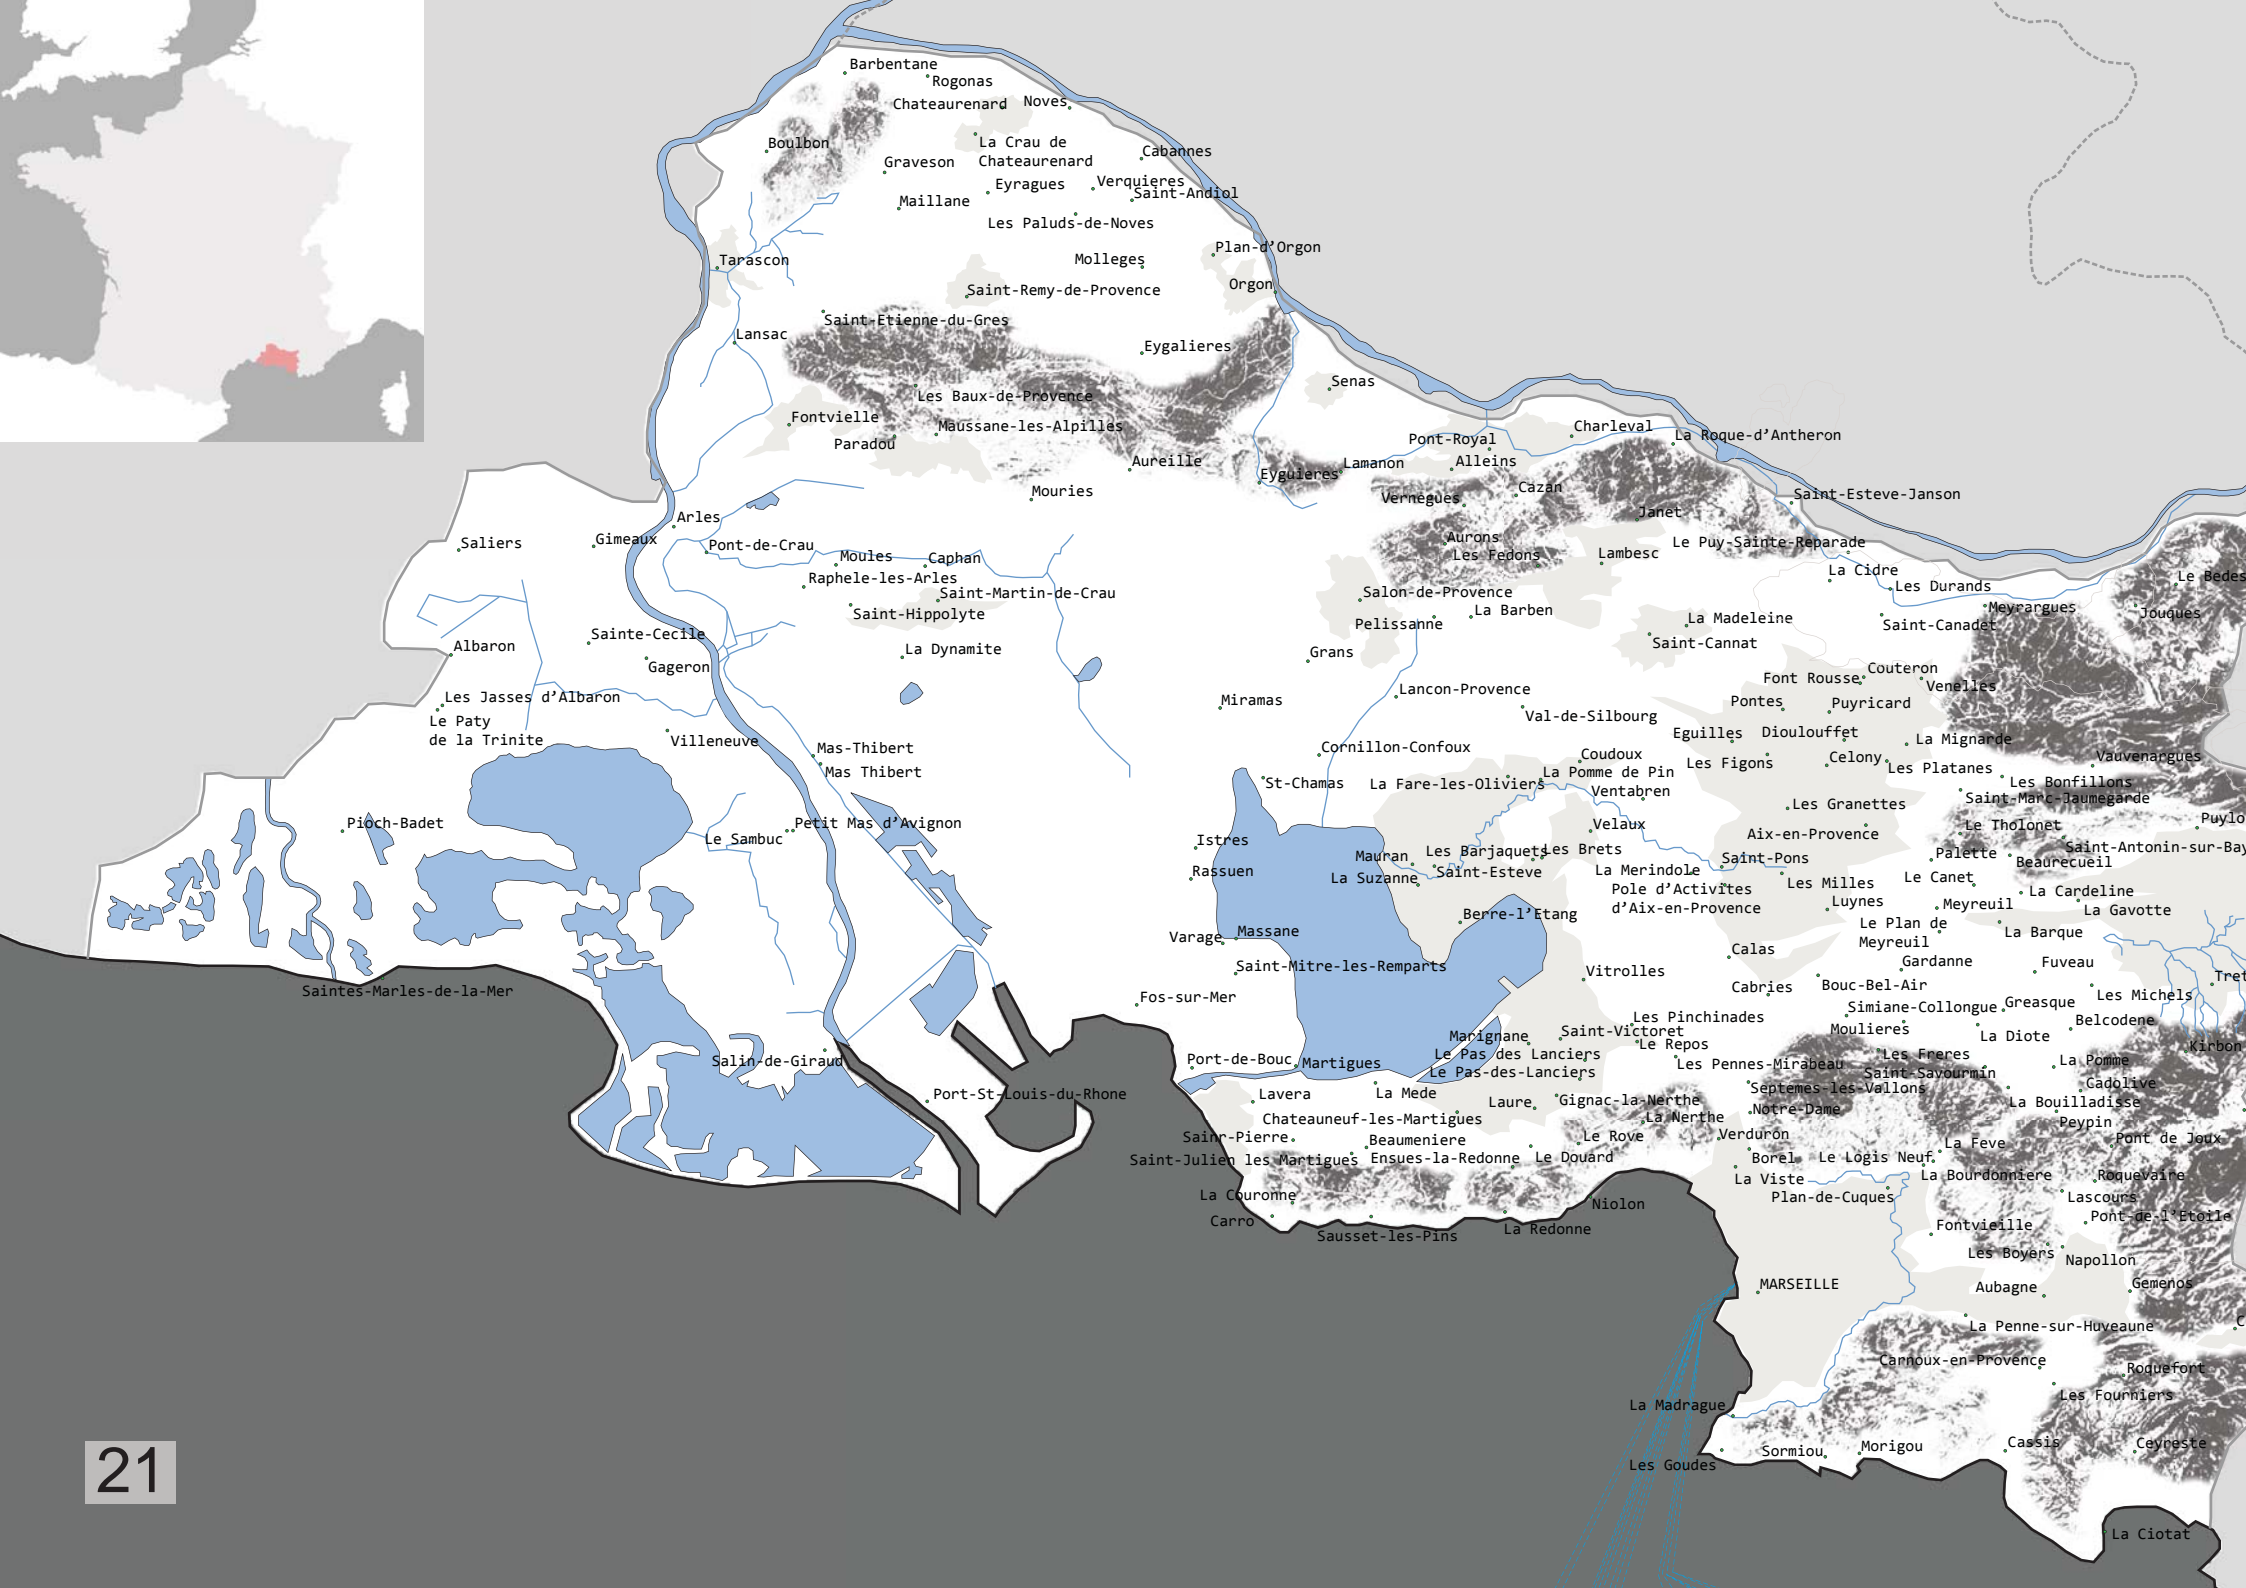 Barbentane
Rogonas
Chateaurenard
Noves
Boulbon
La Crau de
Chateaurenard
Cabannes
Graveson
Verquieres
Eyragues
Saint-Andiol
Maillane
Les Paluds-de-Noves
Plan-d’Orgon
Molleges
Tarascon
Orgon
Saint-Remy-de-Provence
Saint-Etienne-du-Gres
Lansac
Eygalieres
Senas
Les Baux-de-Provence
Fontvielle
Maussane-les-Alpilles
Paradou
Charleval
Pont-Royal
La Roque-d’Antheron
Aureille
Lamanon
Alleins
Eyguieres
Mouries
Vernegues
Cazan
Saint-Esteve-Janson
Janet
Arles
Saliers
Gimeaux
Pont-de-Crau
Moules
Caphan
Aurons
Les Fedons
Lambesc
Le Puy-Sainte-Reparade
La Cidre
Le Bedes
Raphele-les-Arles
Saint-Martin-de-Crau
Les Durands
Salon-de-Provence
Saint-Hippolyte
La Barben
Pelissanne
La Madeleine
Meyrargues
Jouques
Saint-Canadet
Sainte-Cecile
Albaron
La Dynamite
Grans
Saint-Cannat
Gageron
Couteron
Font Rousse
Venelles
Les Jasses d’Albaron
Lancon-Provence
Miramas
Pontes
Puyricard
Le Paty
de la Trinite
Val-de-Silbourg
Villeneuve
Eguilles
Dioulouffet
La Mignarde
Mas-Thibert
Cornillon-Confoux
Coudoux
Les Figons
Celony
Vauvenargues
Mas Thibert
La Pomme de Pin
Les Platanes
St-Chamas
La Fare-les-Oliviers
Ventabren
Les Bonfillons
Saint-Marc-Jaumegarde
Les Granettes
Pioch-Badet
Petit Mas d’Avignon
Velaux
Le Tholonet
Puylo
Le Sambuc
Istres
Aix-en-Provence
Saint-Antonin-sur-Bay
Mauran
Les Barjaquets
Les Brets
Saint-Pons
Palette
Beaurecueil
Rassuen
La Suzanne
Saint-Esteve
La Merindole
Les Milles
Le Canet
Pole d’Activites
d’Aix-en-Provence
La Cardeline
Luynes
Meyreuil
La Gavotte
Berre-l’Etang
Le Plan de
Meyreuil
La Barque
Varage
Massane
Calas
Gardanne
Fuveau
Saint-Mitre-les-Remparts
Vitrolles
Tret
Saintes-Marles-de-la-Mer
Fos-sur-Mer
Cabries
Bouc-Bel-Air
Les Michels
Simiane-Collongue
Greasque
Les Pinchinades
Belcodene
Marignane
Saint-Victoret
Moulieres
La Diote
Le Repos
Kirbon
Salin-de-Giraud
Port-de-Bouc
Martigues
Le Pas des Lanciers
Les Pennes-Mirabeau
Les Freres
La Pomme
Le Pas-des-Lanciers
Saint-Savourmin
Cadolive
Port-St-Louis-du-Rhone
Lavera
La Mede
Laure
Gignac-la-Nerthe
Septemes-les-Vallons
La Bouilladisse
Chateauneuf-les-Martigues
La Nerthe
Notre-Dame
Peypin
Sainr-Pierre
Beaumeniere
Le Rove
Verduron
La Feve
Pont de Joux
Saint-Julien les Martigues
Ensues-la-Redonne
Le Douard
Borel
Le Logis Neuf
La Viste
La Bourdonniere
Roquevaire
La Couronne
Niolon
Plan-de-Cuques
Lascours
Carro
Sausset-les-Pins
La Redonne
Fontvieille
Pont-de-l’Etoile
Les Boyers
Napollon
MARSEILLE
Aubagne
Gemenos
La Penne-sur-Huveaune
C
Carnoux-en-Provence
Roquefort
Les Fourniers
La Madrague
Sormiou
Morigou
Cassis
Ceyreste
Les Goudes
21
La Ciotat